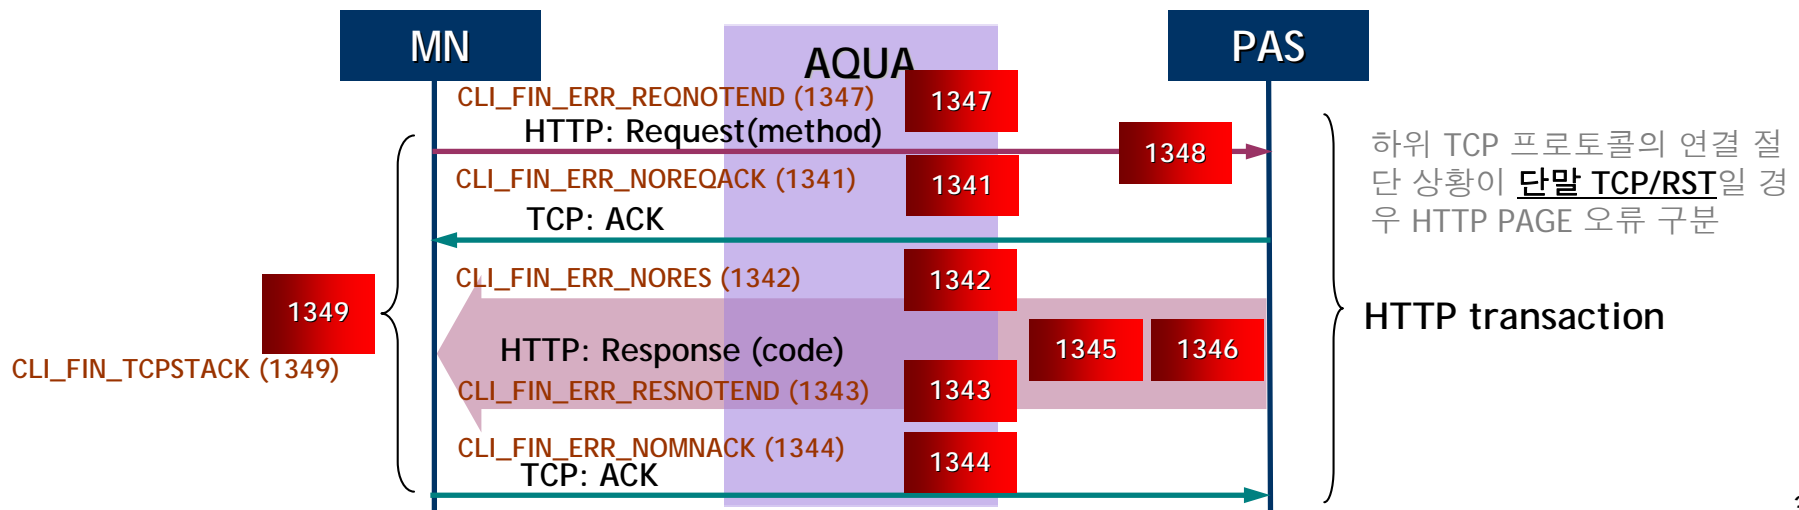 MN
AQUA
PAS
CLI_FIN_ERR_REQNOTEND (1347)
1347
HTTP: Request(method)
1348
CLI_FIN_ERR_NOREQACK (1341)
1341
TCP: ACK
하위 TCP 프로토콜의 연결 절
단 상황이 단말 TCP/RST일 경
우 HTTP PAGE 오류 구분
CLI_FIN_ERR_NORES (1342)
1342
1349
CLI_FIN_TCPSTACK (1349)
HTTP transaction
HTTP: Response (code)
1345
1346
CLI_FIN_ERR_RESNOTEND (1343)
1343
CLI_FIN_ERR_NOMNACK (1344)
1344
TCP: ACK